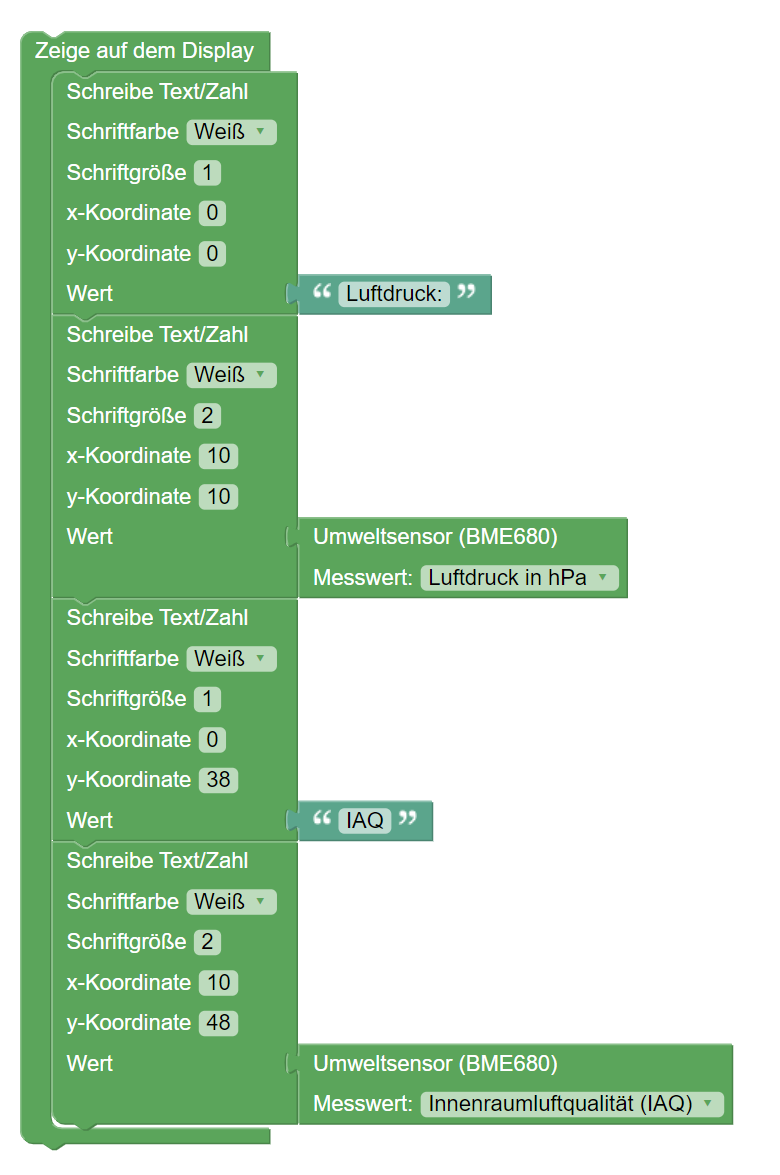 Zeige auf dem Display
Schreibe Text/Zahl
Schriftfarbe Weiß
Schriftgröße 1
x-Koordinate 0
y-Koordinate 0
Wert “ Luftdruck: ”
Schreibe Text/Zahl
Schriftfarbe Weiß
Schriftgröße 2
x-Koordinate 10
y-Koordinate 10
Wert Umweltsensor (BME680)
Messwert: Luftdruck in hPa
Schreibe Text/Zahl
Schriftfarbe Weiß
Schriftgröße 1
x-Koordinate 0
y-Koordinate 38
Wert “ IAQ ”
Schreibe Text/Zahl
Schriftfarbe Weiß
Schriftgröße 2
x-Koordinate 10
y-Koordinate 48
Wert Umweltsensor (BME680)
Messwert: Innenraumluftqualität (IAQ)